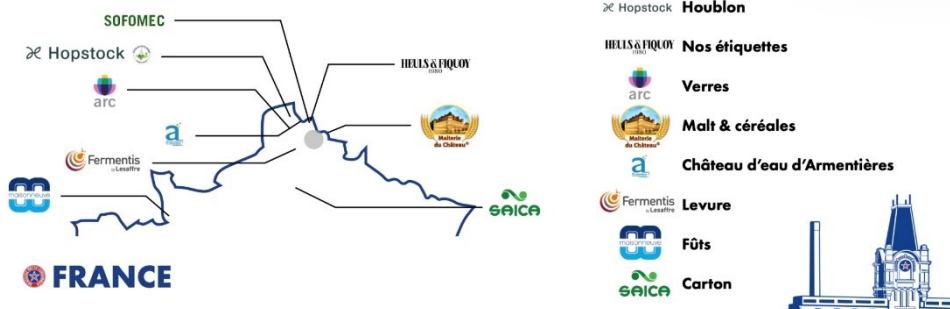 SOFOMEC
Hopstock
HEULS & FIQUOY
1980
arc
Malterie
du Château
a
Fermentis
by Lesaffre
maisonneuve
SAICA
FRANCE
Hopstock Houblon
HEULS & FIQUOY Nos étiquettes
1980
arc Verres
Malterie
du Château Malt & céréales
a Château d'eau d'Armentières
Fermentis Levure
by Lesaffre
maisonneuve Fûts
SAICA Carton